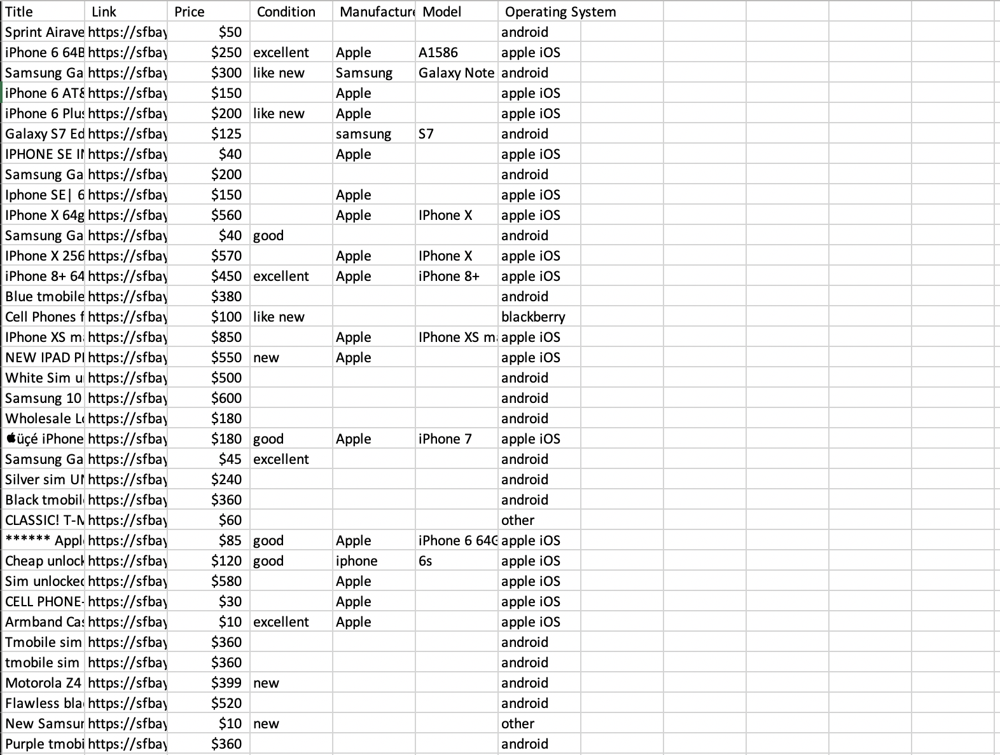 Title Link Price Condition Manufacture Model Operating System
Sprint Airave https://sfbay $50 android
iPhone 6 64B https://sfbay $250 excellent Apple A1586 apple iOS
Samsung Ga https://sfbay $300 like new Samsung Galaxy Note android
iPhone 6 AT& https://sfbay $150 Apple apple iOS
iPhone 6 Plus https://sfbay $200 like new Apple apple iOS
Galaxy S7 Ed https://sfbay $125 samsung S7 android
IPHONE SE IN https://sfbay $40 Apple apple iOS
Samsung Ga https://sfbay $200 android
Iphone SE| 6 https://sfbay $150 Apple apple iOS
IPhone X 64g https://sfbay $560 Apple IPhone X apple iOS
Samsung Ga https://sfbay $40 good android
IPhone X 256 https://sfbay $570 Apple IPhone X apple iOS
iPhone 8+ 64 https://sfbay $450 excellent Apple iPhone 8+ apple iOS
Blue tmobile https://sfbay $380 android
Cell Phones f https://sfbay $100 like new blackberry
IPhone XS ma https://sfbay $850 Apple IPhone XS ma apple iOS
NEW IPAD PI https://sfbay $550 new Apple apple iOS
White Sim u https://sfbay $500 android
Samsung 10 https://sfbay $600 android
Wholesale Lo https://sfbay $180 android
üçé iPhone https://sfbay $180 good Apple iPhone 7 apple iOS
Samsung Ga https://sfbay $45 excellent android
Silver sim UN https://sfbay $240 android
Black tmobil https://sfbay $360 android
CLASSIC! T-M https://sfbay $60 other
****** Appl https://sfbay $85 good Apple iPhone 6 64G apple iOS
Cheap unlock https://sfbay $120 good iphone 6s apple iOS
Sim unlocked https://sfbay $580 Apple apple iOS
CELL PHONE- https://sfbay $30 Apple apple iOS
Armband Cas https://sfbay $10 excellent Apple apple iOS
Tmobile sim https://sfbay $360 android
tmobile sim https://sfbay $360 android
Motorola Z4 https://sfbay $399 new android
Flawless bla https://sfbay $520 android
New Samsun https://sfbay $10 new other
Purple tmobi https://sfbay $360 android